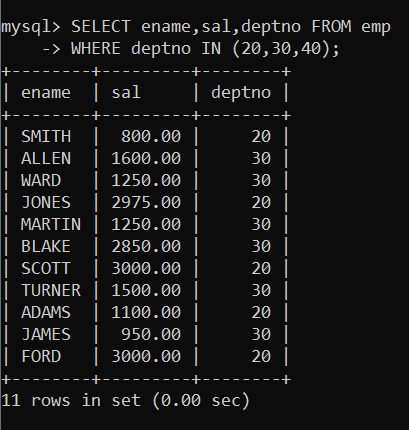 mysql> SELECT ename,sal,deptno FROM emp
    -> WHERE deptno IN (20,30,40);
+--------+---------+--------+
| ename  | sal     | deptno |
+--------+---------+--------+
| SMITH  |  800.00 |     20 |
| ALLEN  | 1600.00 |     30 |
| WARD   | 1250.00 |     30 |
| JONES  | 2975.00 |     20 |
| MARTIN | 1250.00 |     30 |
| BLAKE  | 2850.00 |     30 |
| SCOTT  | 3000.00 |     20 |
| TURNER | 1500.00 |     30 |
| ADAMS  | 1100.00 |     20 |
| JAMES  |  950.00 |     30 |
| FORD   | 3000.00 |     20 |
+--------+---------+--------+
11 rows in set (0.00 sec)